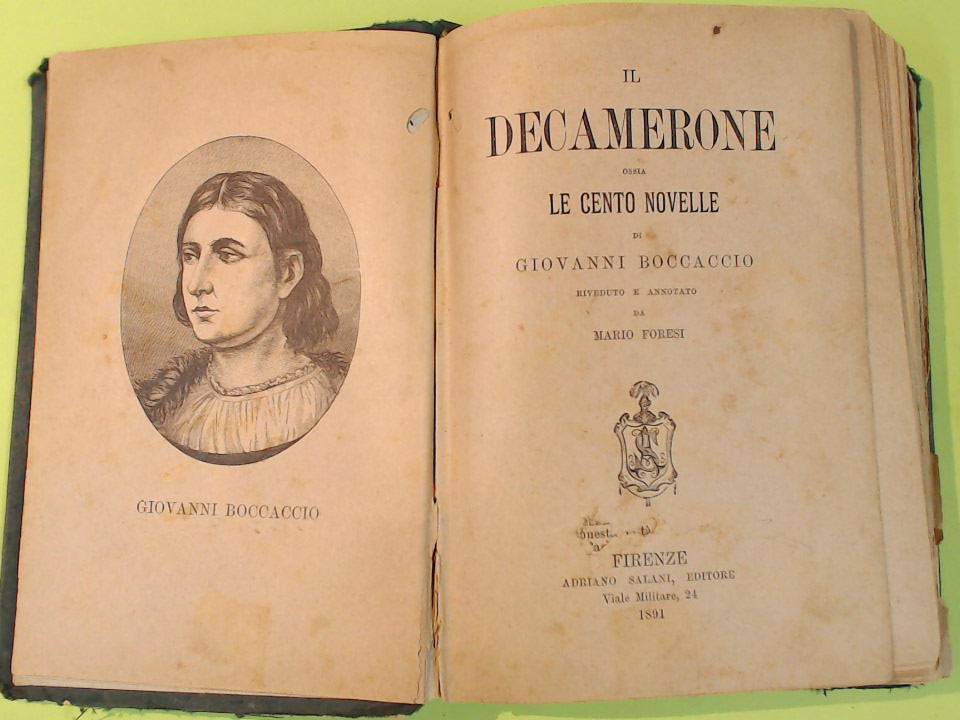 GIOVANNI BOCCACCIO
IL
DECAMERONE
OSSIA
LE CENTO NOVELLE
DI
GIOVANNI BOCCACCIO
RIVEDUTO E ANNOTATO
DA
MARIO FORESI
FIRENZE
ADRIANO SALANI, EDITORE
Viale Militare, 24
1891